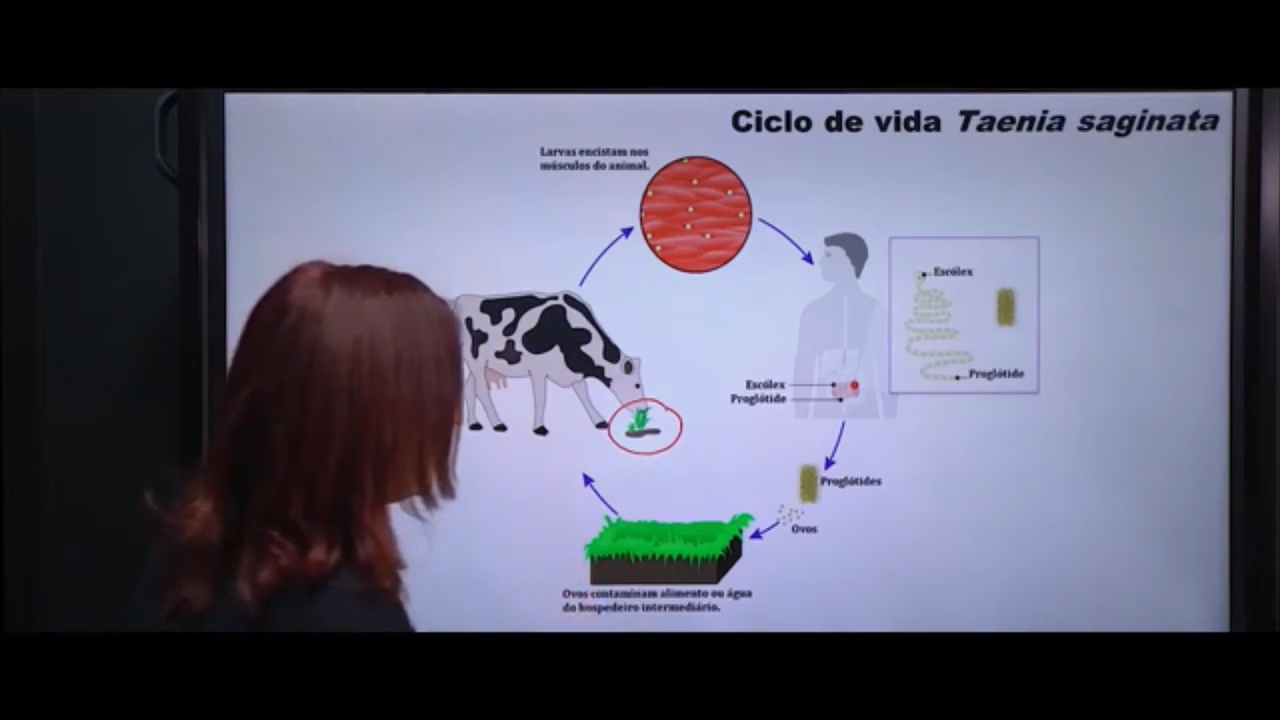 Ciclo de vida Taenia saginata
Larvas encistam nos
músculos do animal.
Escólex
Proglótide
Escólex
Proglótide
Proglótides
Ovos
Ovos contaminam alimento ou água
do hospedeiro intermediário.